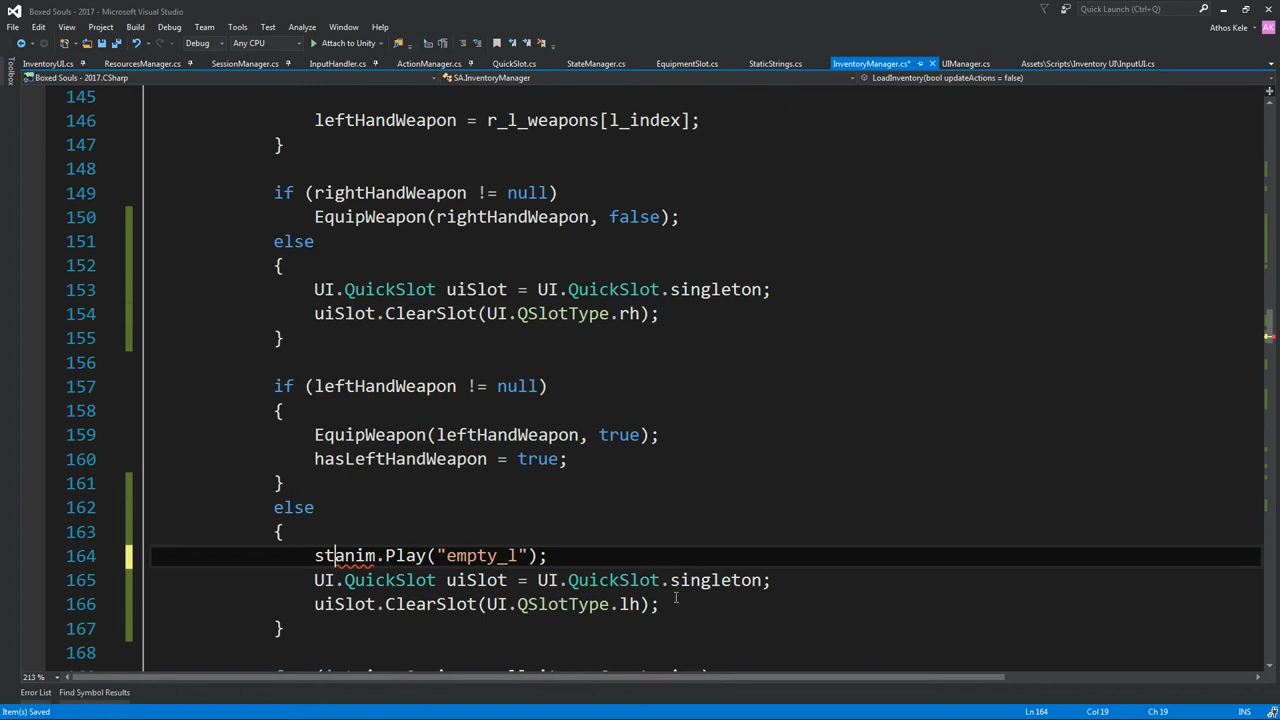 Boxed Souls - 2017 - Microsoft Visual Studio
Quick Launch (Ctrl+Q)
File Edit View Project Build Debug Team Tools Test Analyze Window Help
Athos Kele AK
Debug Any CPU Attach to Unity
Toolbox
InventoryUI.cs ResourcesManager.cs SessionManager.cs InputHandler.cs ActionManager.cs QuickSlot.cs StateManager.cs EquipmentSlot.cs StaticStrings.cs InventoryManager.cs* UIManager.cs Assets\Scripts\Inventory UI\InputUI.cs
Boxed Souls - 2017.CSharp SA.InventoryManager LoadInventory(bool updateActions = false)
145
146 leftHandWeapon = r_l_weapons[l_index];
147 }
148
149 if (rightHandWeapon != null)
150 EquipWeapon(rightHandWeapon, false);
151 else
152 {
153 UI.QuickSlot uiSlot = UI.QuickSlot.singleton;
154 uiSlot.ClearSlot(UI.QSlotType.rh);
155 }
156
157 if (leftHandWeapon != null)
158 {
159 EquipWeapon(leftHandWeapon, true);
160 hasLeftHandWeapon = true;
161 }
162 else
163 {
164 stanim.Play("empty_l");
165 UI.QuickSlot uiSlot = UI.QuickSlot.singleton;
166 uiSlot.ClearSlot(UI.QSlotType.lh);
167 }
168
213 %
Error List Find Symbol Results
Item(s) Saved Ln 164 Col 19 Ch 19 INS